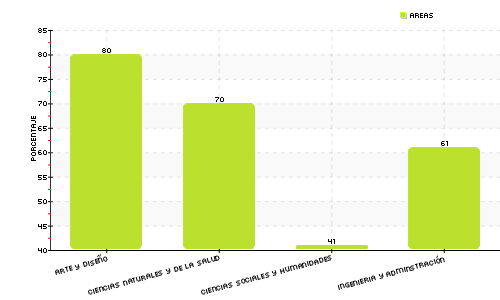 AREAS
PORCENTAJE
85
80
75
70
65
60
55
50
45
40
80
70
41
61
ARTE Y DISEÑO
CIENCIAS NATURALES Y DE LA SALUD
CIENCIAS SOCIALES Y HUMANIDADES
INGENIERIA Y ADMINSTRACIÓN